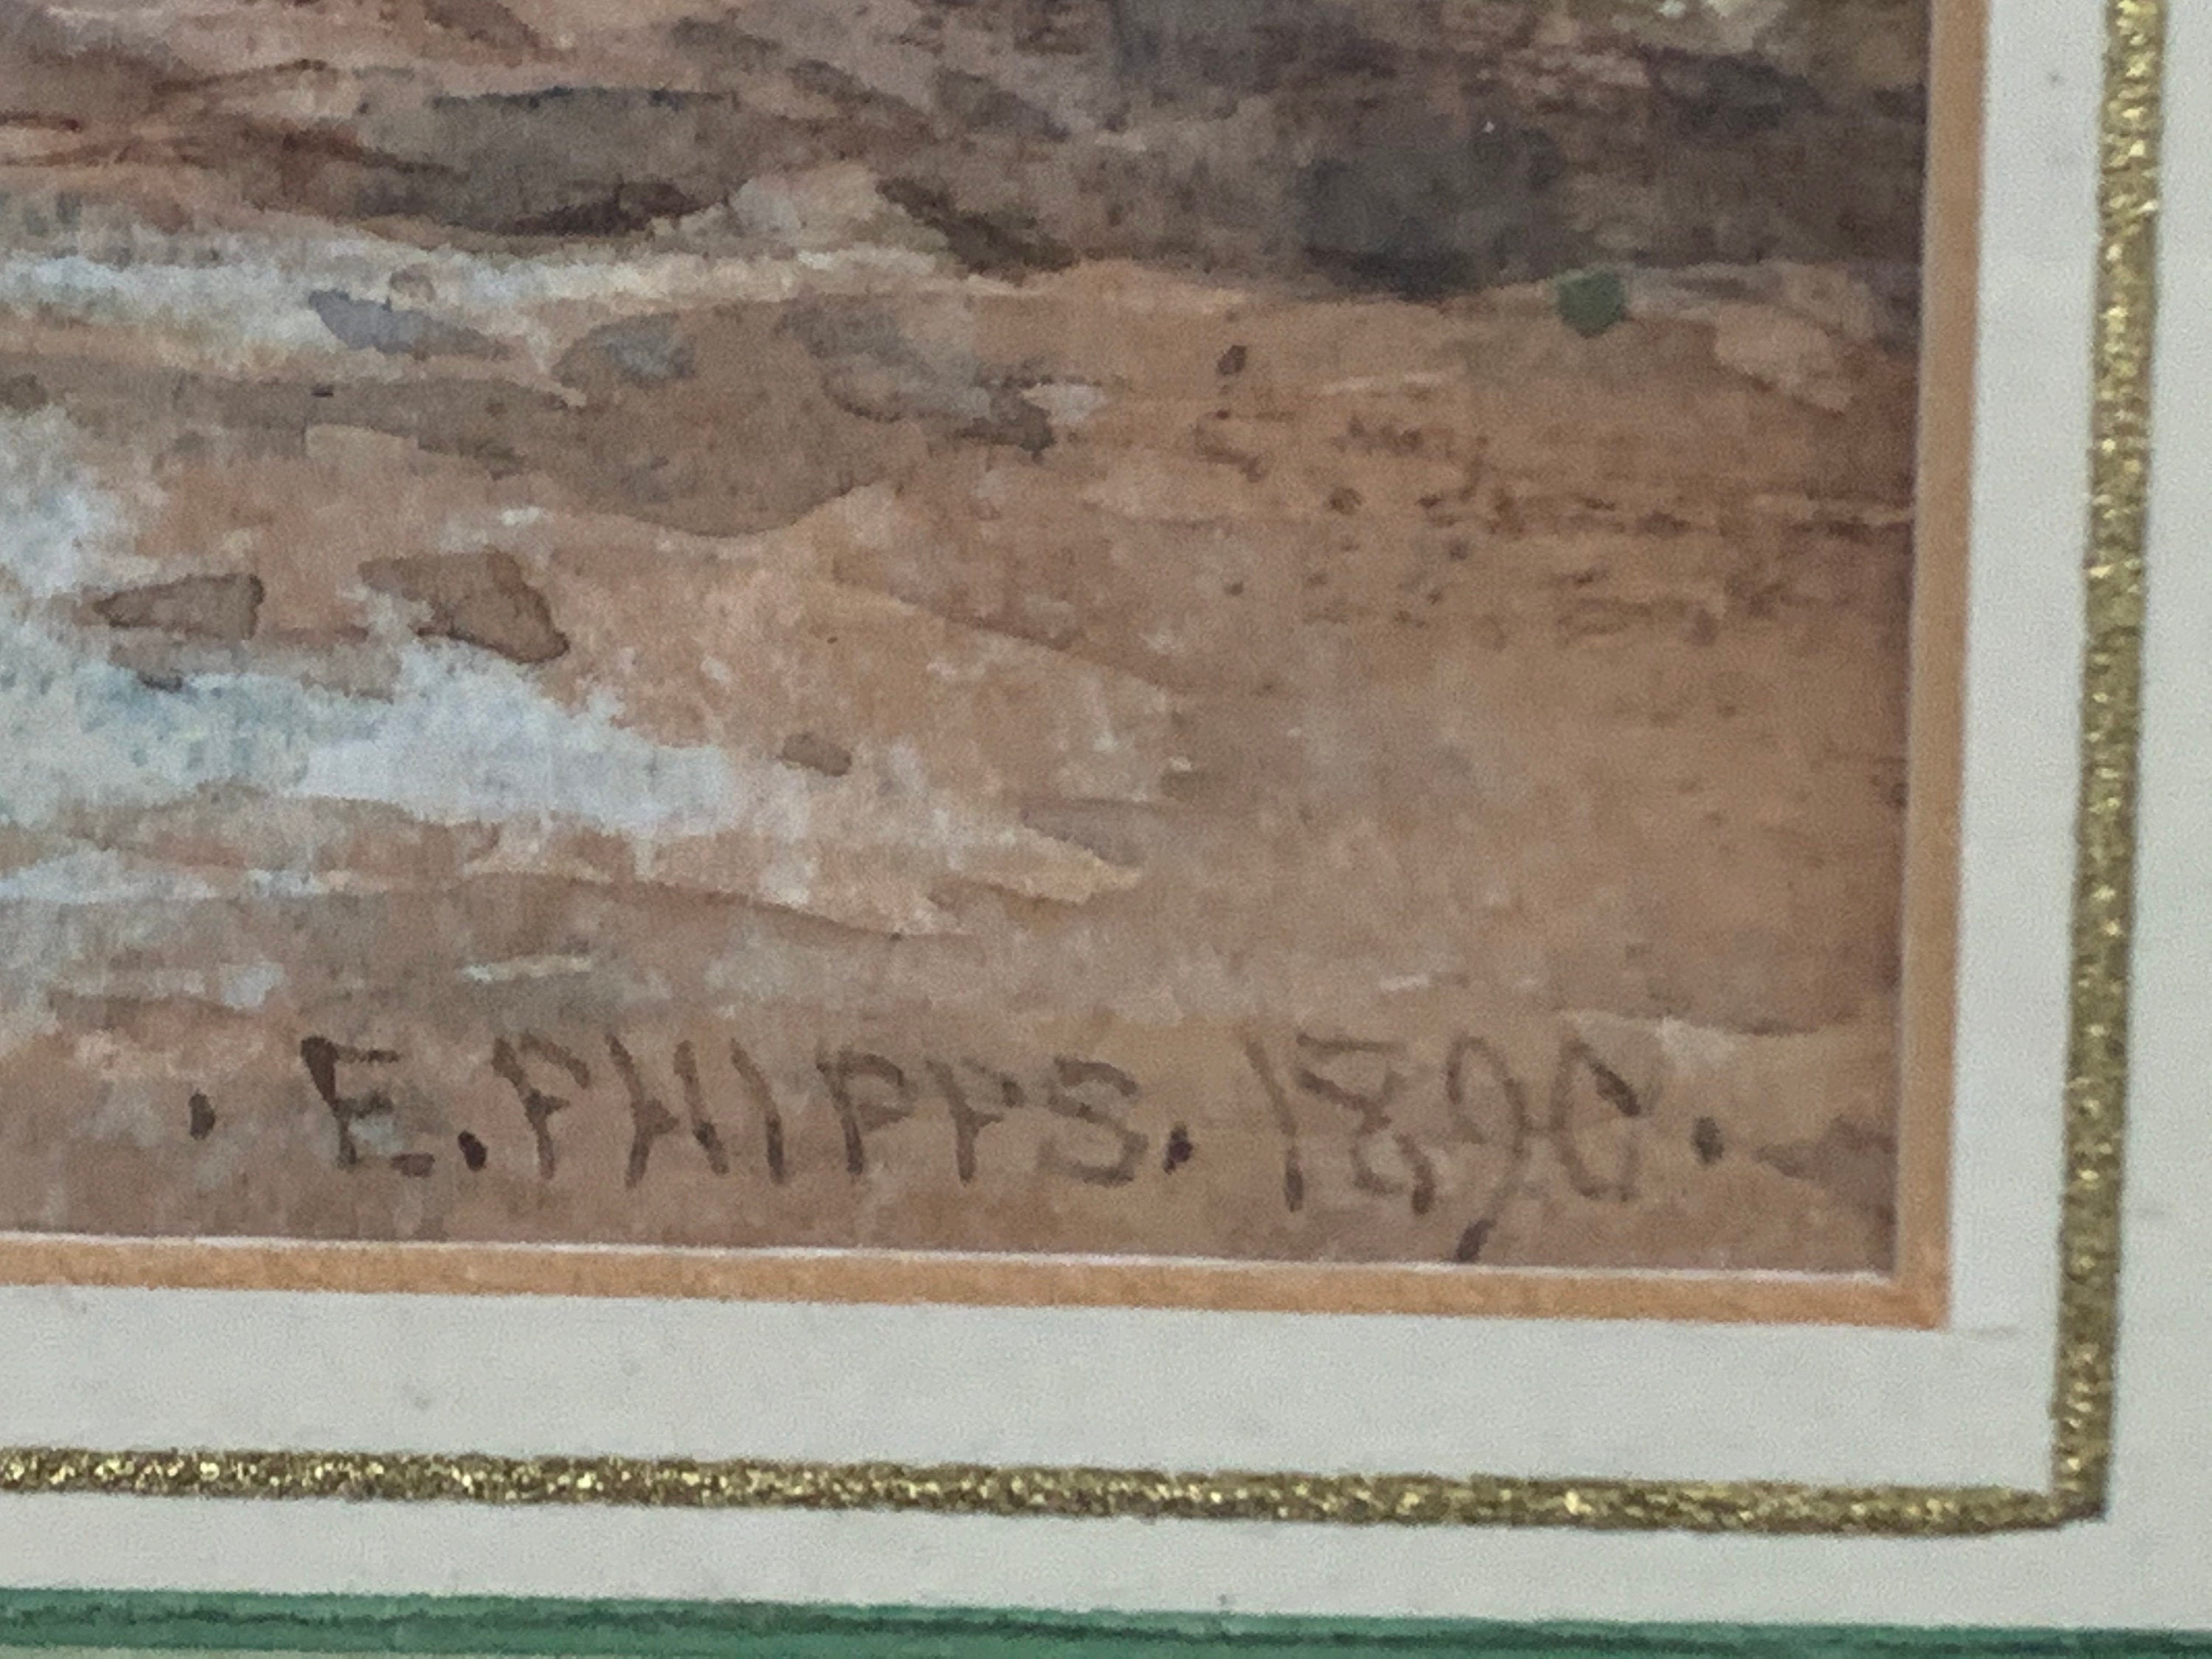 · E. PHIPPS. 1890.